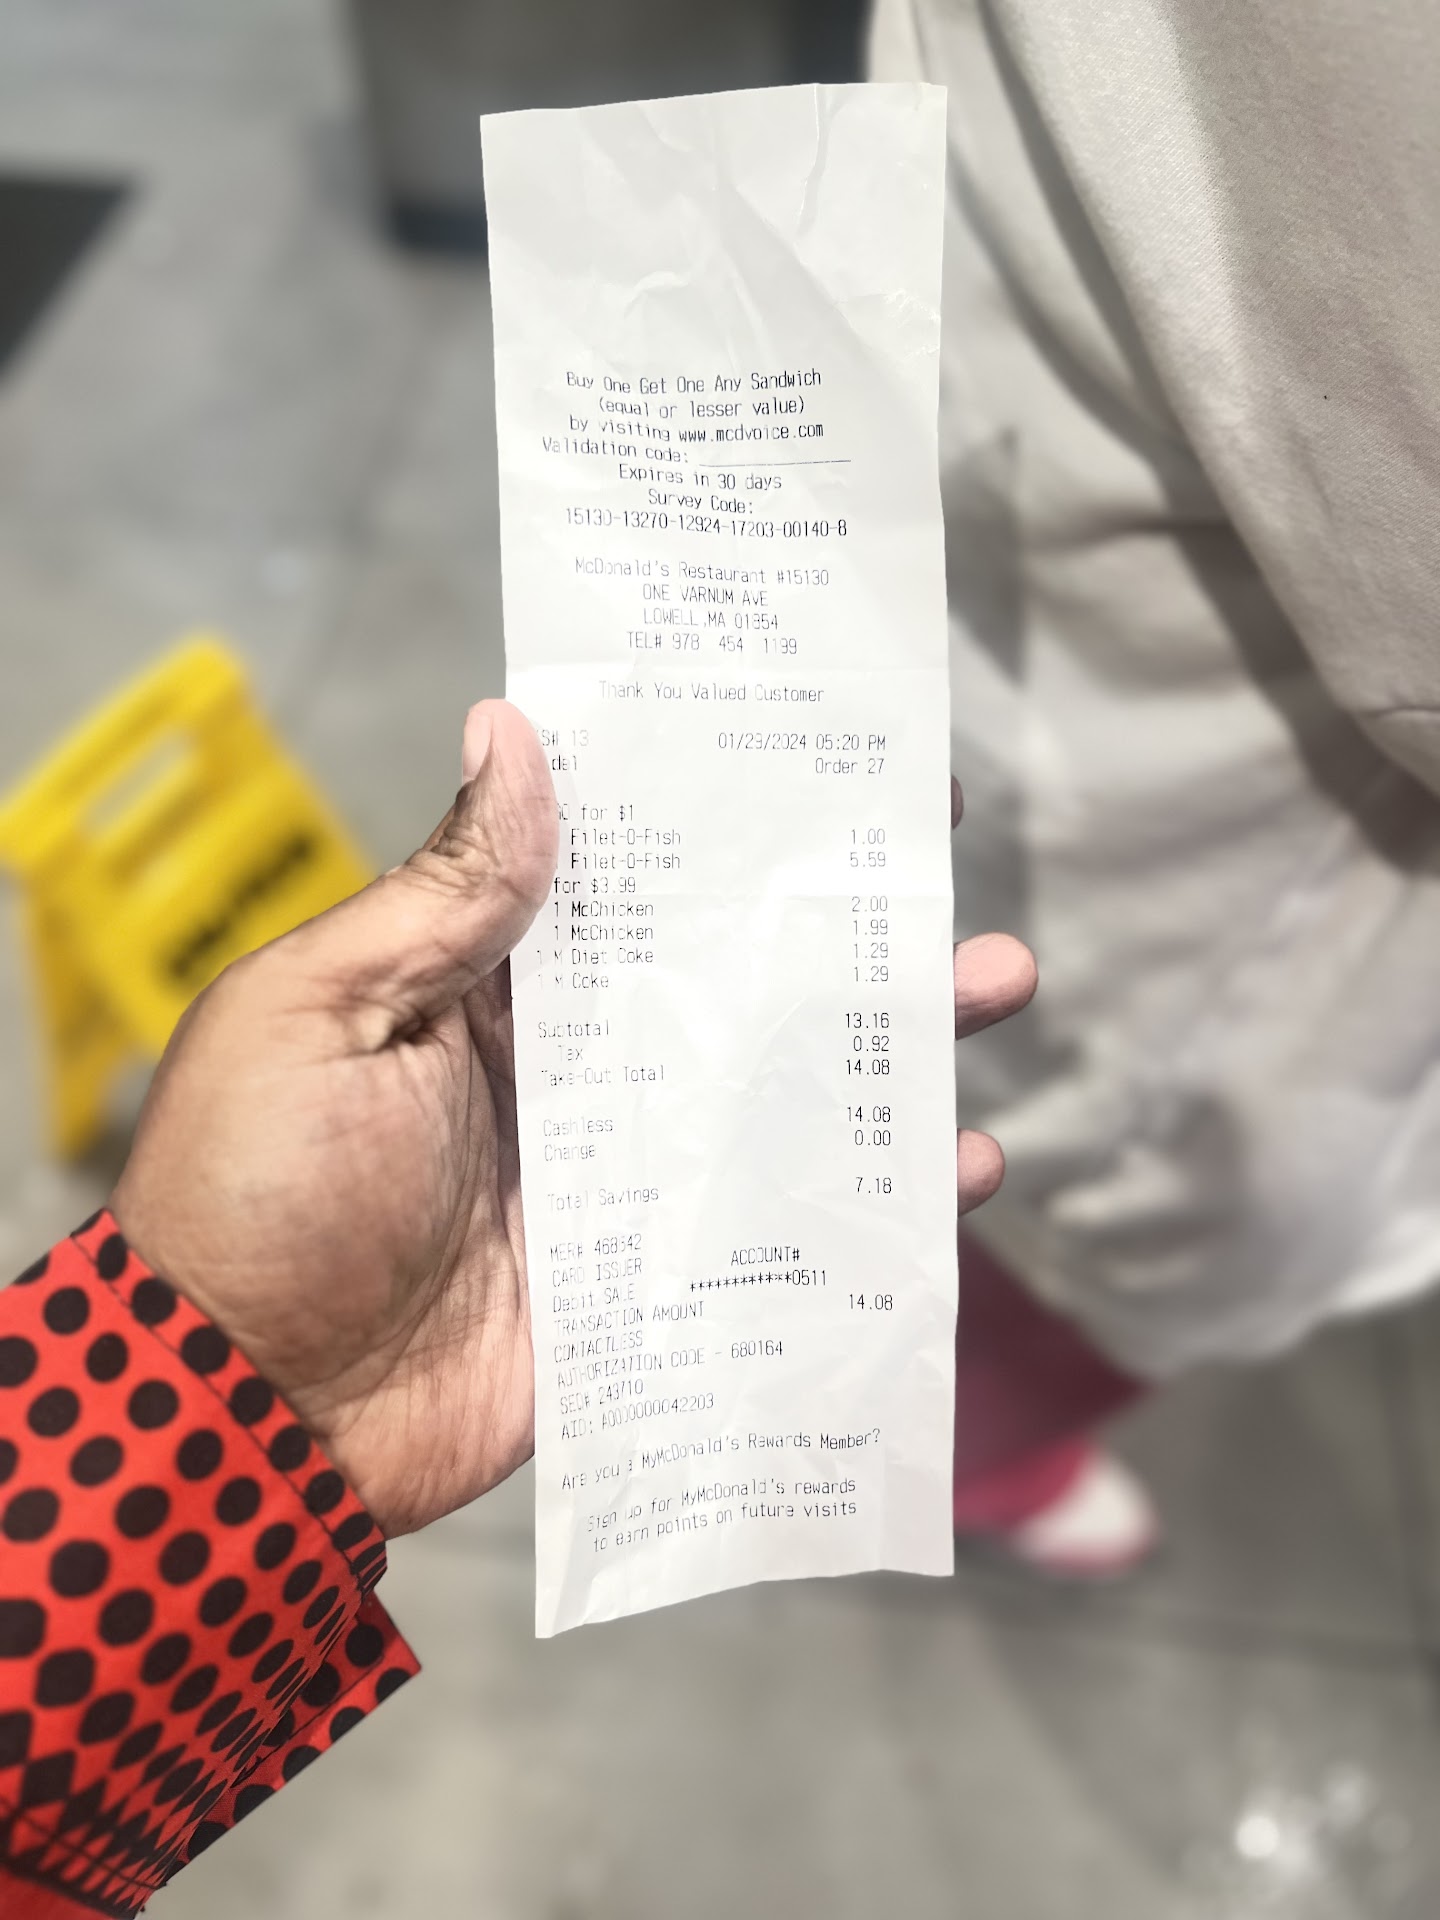 Buy One Get One Any Sandwich
(equal or lesser value)
by visiting www.mcdvoice.com
Validation code: ____________
Expires in 30 days
Survey Code:
15130-13270-12924-17203-00140-8
McDonald's Restaurant #15130
ONE VARNUM AVE
LOWELL ,MA 01854
TEL# 978 454 1199
Thank You Valued Customer
S# 13 01/29/2024 05:20 PM
del Order 27
for $1
Filet-O-Fish 1.00
Filet-O-Fish 5.59
for $3.99
1 McChicken 2.00
1 McChicken 1.99
1 M Diet Coke 1.29
1 M Coke 1.29
Subtotal 13.16
Tax 0.92
Take-Out Total 14.08
Cashless 14.08
Change 0.00
Total Savings 7.18
MER# 468342
CARD ISSUER ACCOUNT#
Debit SALE ************0511
TRANSACTION AMOUNT 14.08
CONTACTLESS
AUTHORIZATION CODE - 680164
SEQ# 243710
AID: A0000000042203
Are you a MyMcDonald's Rewards Member?
Sign up for MyMcDonald's rewards
to earn points on future visits